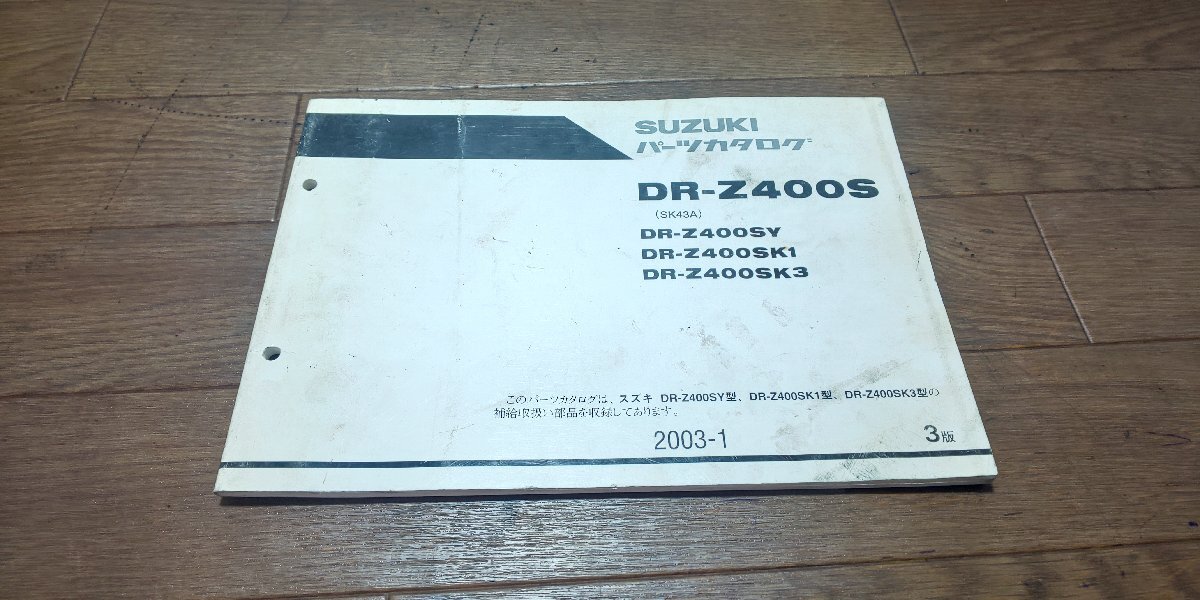 SUZUKI
パーツカタログ
DR-Z400S
(SK43A)
DR-Z400SY
DR-Z400SK1
DR-Z400SK3
このパーツカタログは、スズキ DR-Z400SY型、DR-Z400SK1型、DR-Z400SK3型の
補給取扱い部品を収録してあります。
2003-1
3版